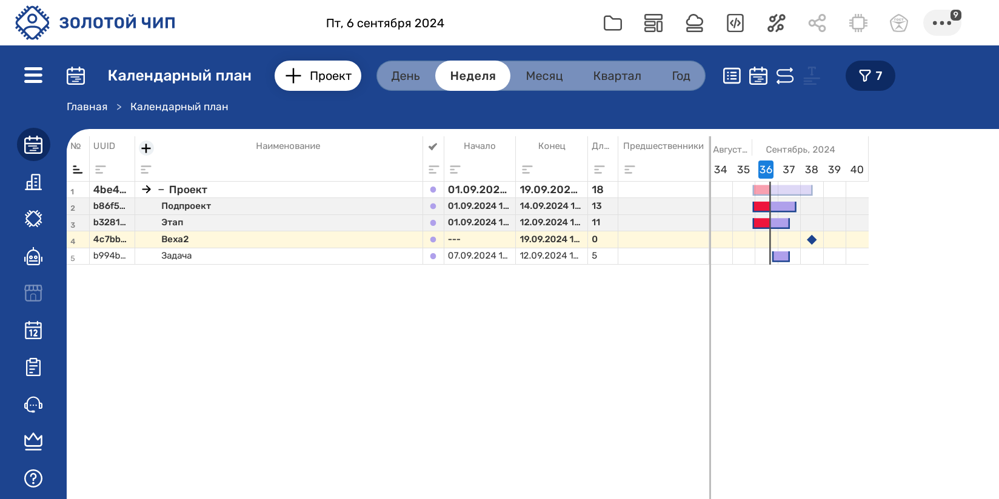 ЗОЛОТОЙ ЧИП
Пт, 6 сентября 2024
ГОСТ
9
Календарный план
Проект
День
Неделя
Месяц
Квартал
Год
7
Главная > Календарный план
№ UUID Наименование Начало Конец Дл... Предшественники Август... Сентябрь, 2024
34 35 36 37 38 39 40
1 4be4... – Проект 01.09.202... 19.09.202... 18
2 b86f5... Подпроект 01.09.2024 1... 14.09.2024 1... 13
3 b3281... Этап 01.09.2024 1... 12.09.2024 1... 11
4 4c7bb... Веха2 --- 19.09.2024 1... 0
5 b994b... Задача 07.09.2024 1... 12.09.2024 1... 5
12